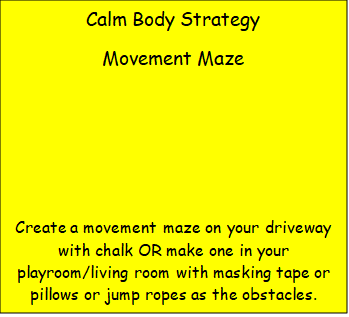 Calm Body Strategy
Movement Maze
Create a movement maze on your driveway
with chalk OR make one in your
playroom/living room with masking tape or
pillows or jump ropes as the obstacles.